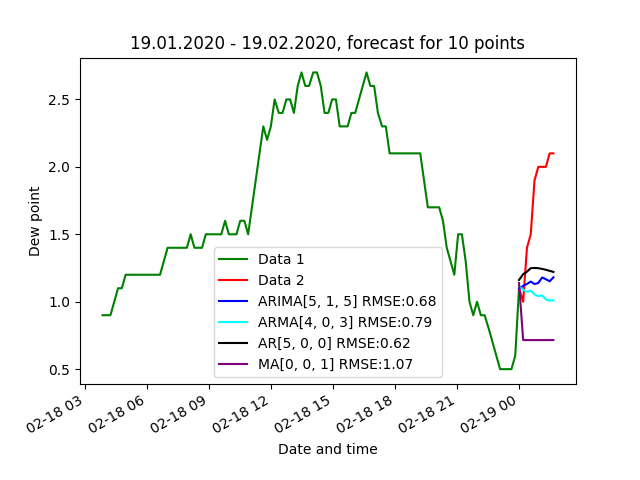 19.01.2020 - 19.02.2020, forecast for 10 points
Dew point
2.5
2.0
1.5
1.0
0.5
Data 1
Data 2
ARIMA[5, 1, 5] RMSE:0.68
ARMA[4, 0, 3] RMSE:0.79
AR[5, 0, 0] RMSE:0.62
MA[0, 0, 1] RMSE:1.07
02-18 03
02-18 06
02-18 09
02-18 12
02-18 15
02-18 18
02-18 21
02-19 00
Date and time